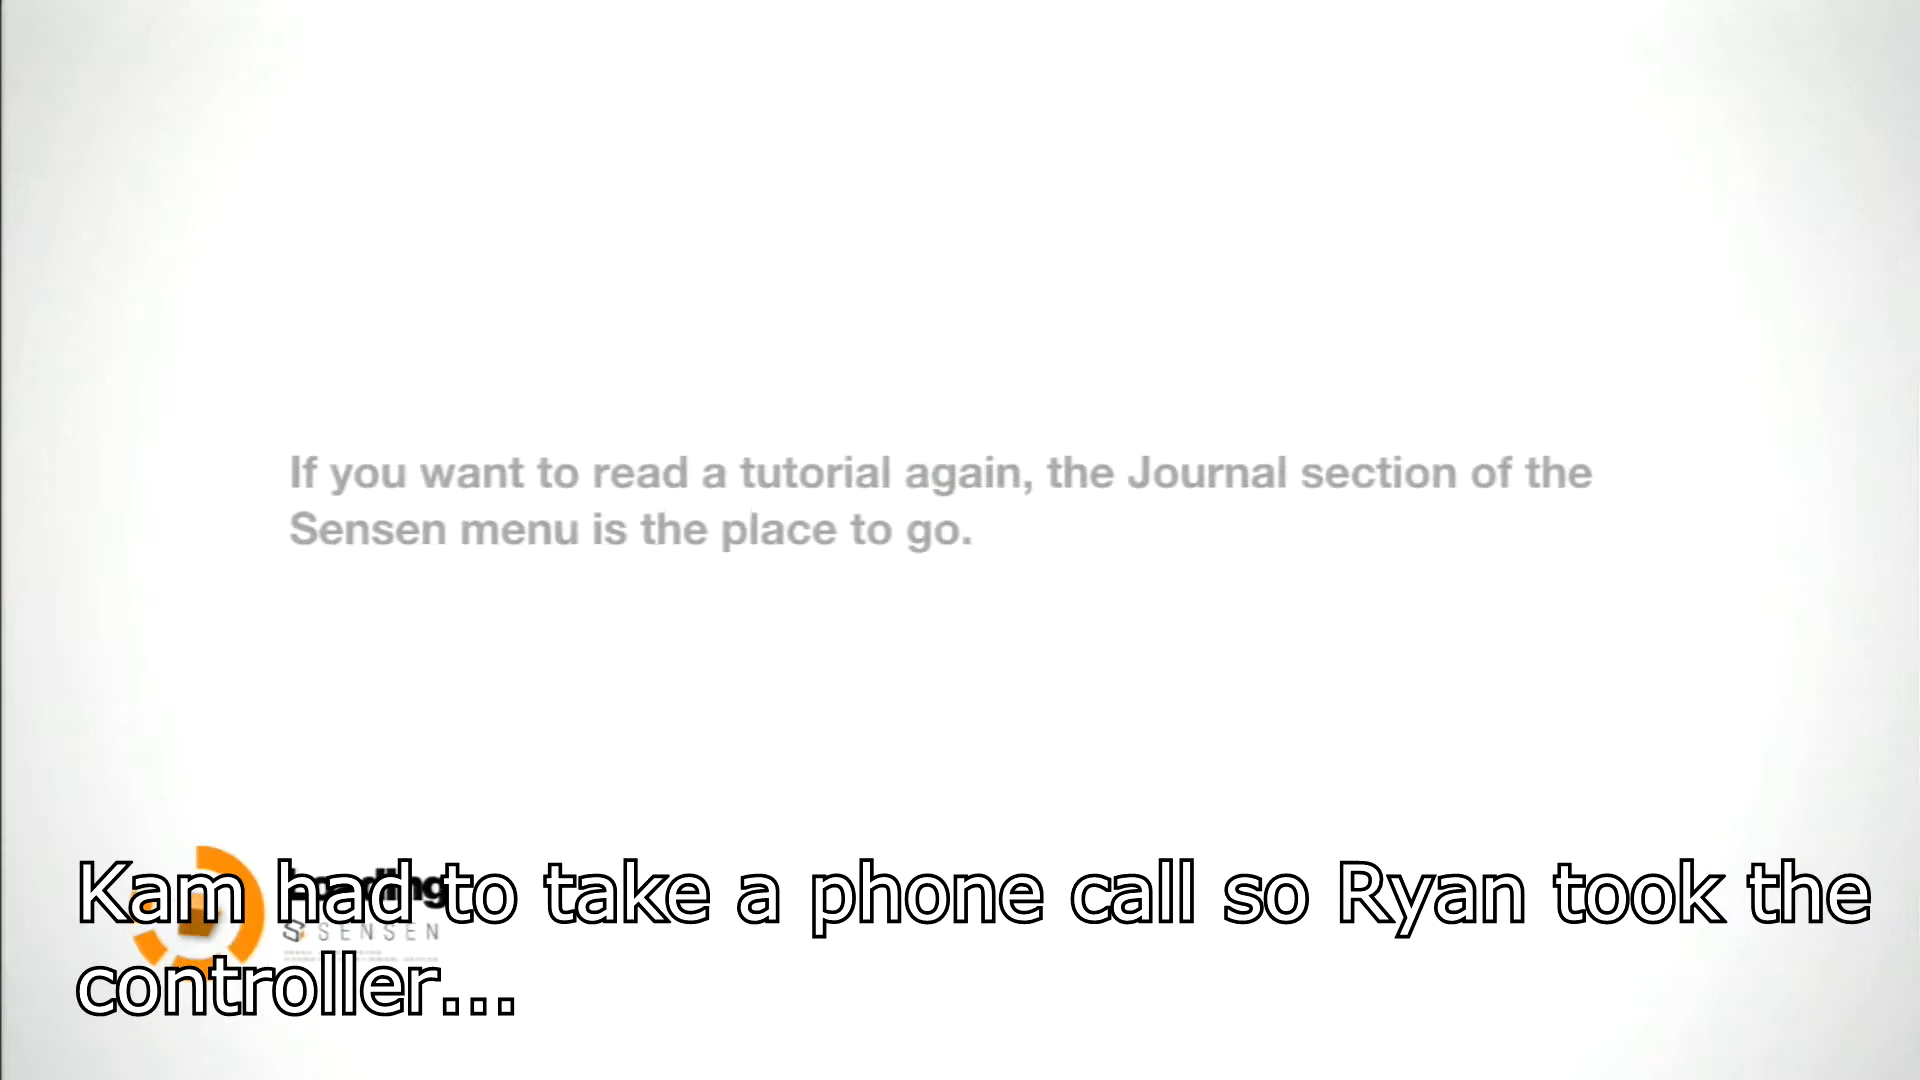 If you want to read a tutorial again, the Journal section of the
Sensen menu is the place to go.
Loading
SENSEN
Kam had to take a phone call so Ryan took the
controller...